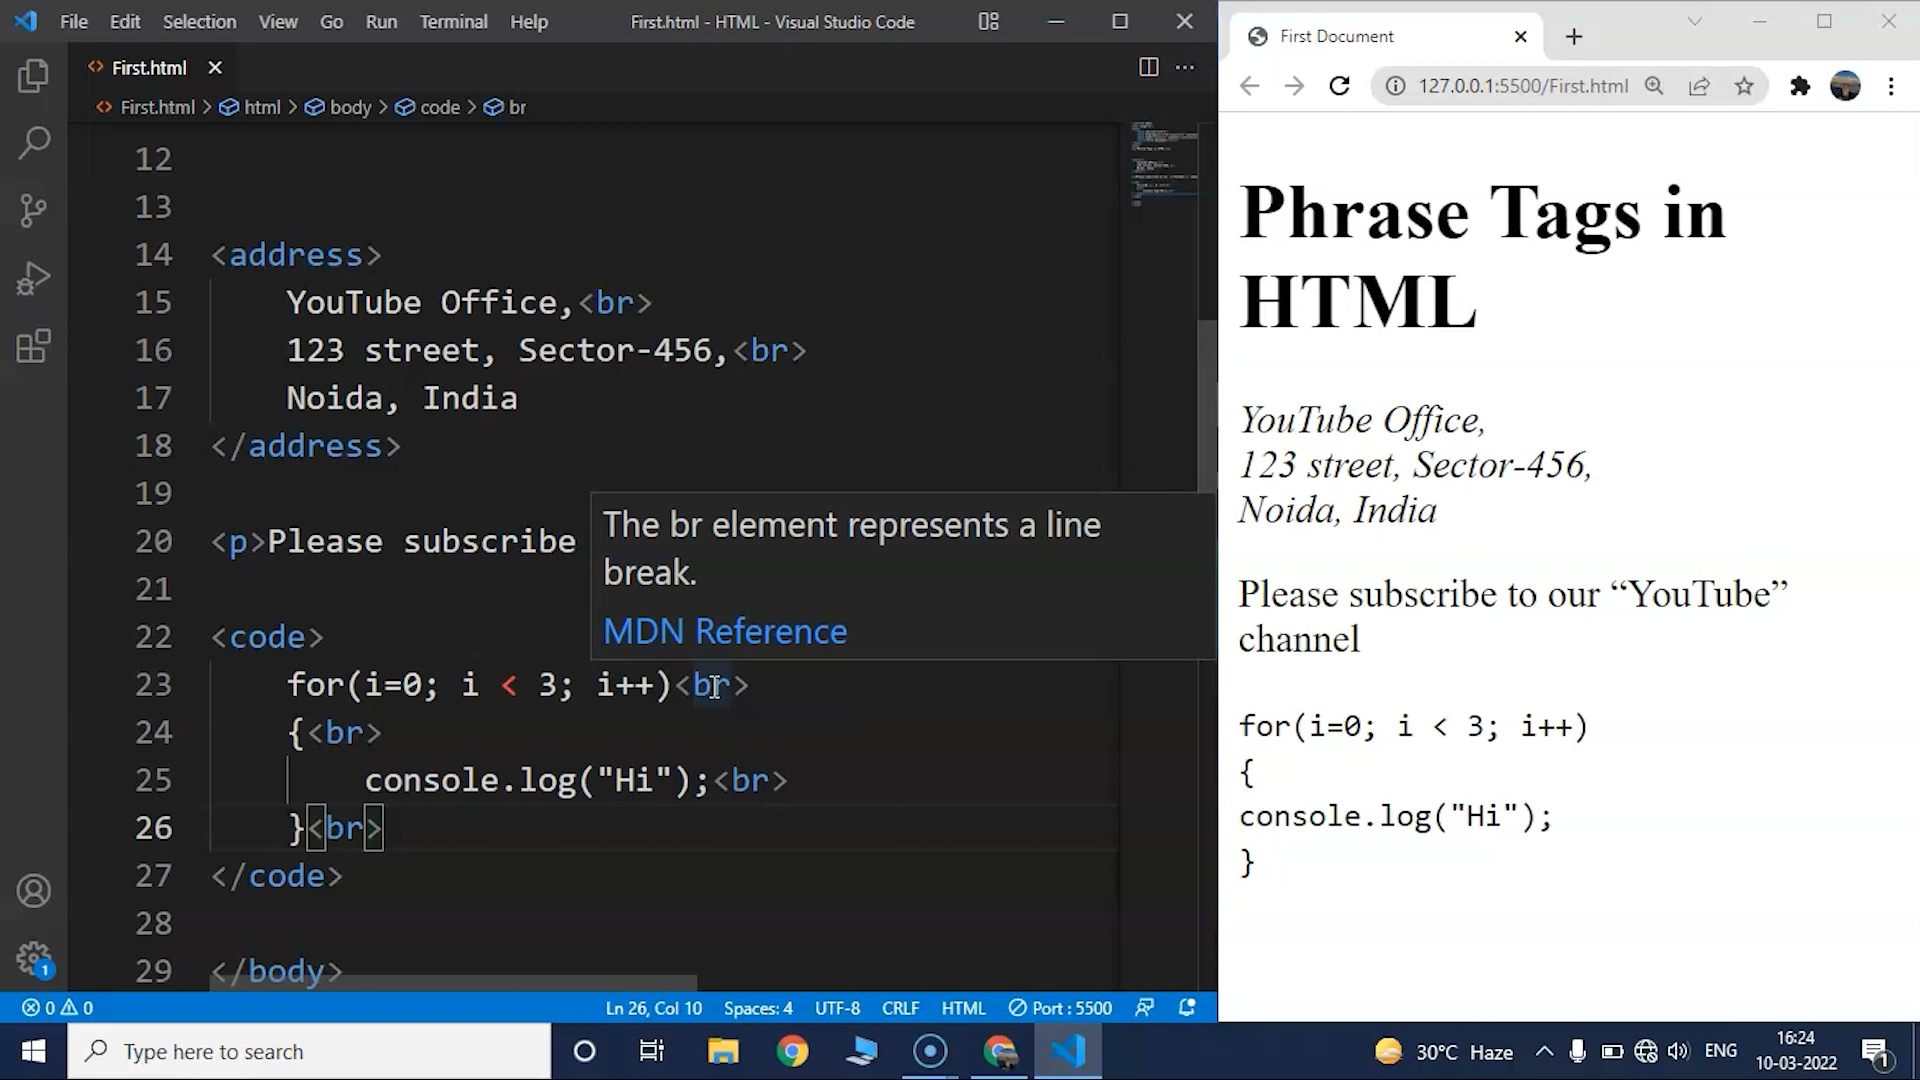 File Edit Selection View Go Run Terminal Help First.html - HTML - Visual Studio Code
First.html
First.html > html > body > code > br
12
13
14 <address>
15 YouTube Office,<br>
16 123 street, Sector-456,<br>
17 Noida, India
18 </address>
19
20 <p>Please subscribe
21
22 <code>
23 for(i=0; i < 3; i++)<br>
24 {<br>
25 console.log("Hi");<br>
26 }<br>
27 </code>
28
29 </body>
The br element represents a line
break.
MDN Reference
0 0 Ln 26, Col 10 Spaces: 4 UTF-8 CRLF HTML Port : 5500
First Document
127.0.0.1:5500/First.html
Phrase Tags in
HTML
YouTube Office,
123 street, Sector-456,
Noida, India
Please subscribe to our “YouTube”
channel
for(i=0; i < 3; i++)
{
console.log("Hi");
}
1
Type here to search
30°C Haze
ENG
16:24
10-03-2022
1